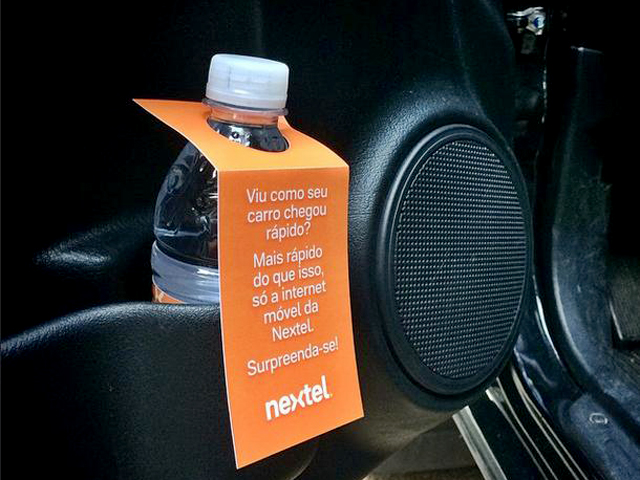 Viu como seu
carro chegou
rápido?
Mais rápido
do que isso,
só a internet
móvel da
Nextel.
Surpreenda-se!
nextel